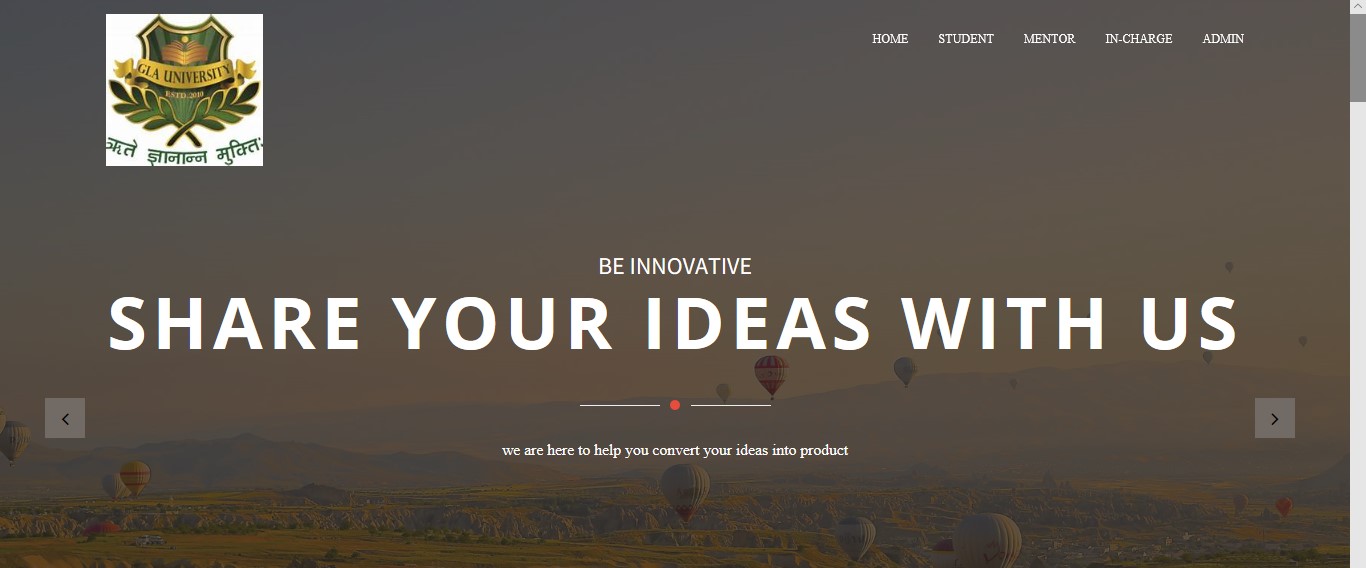 GLA UNIVERSITY
ESTD. 2010
ऋते ज्ञानान्न मुक्तिः
HOME STUDENT MENTOR IN-CHARGE ADMIN
BE INNOVATIVE
SHARE YOUR IDEAS WITH US
we are here to help you convert your ideas into product